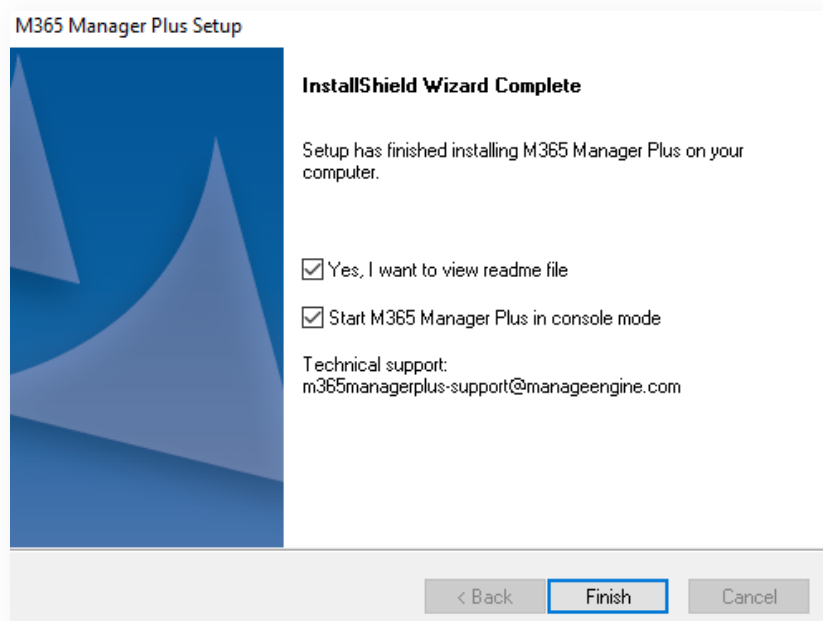 M365 Manager Plus Setup
InstallShield Wizard Complete
Setup has finished installing M365 Manager Plus on your
computer.
Yes, I want to view readme file
Start M365 Manager Plus in console mode
Technical support:
m365managerplus-support@manageengine.com
< Back
Finish
Cancel